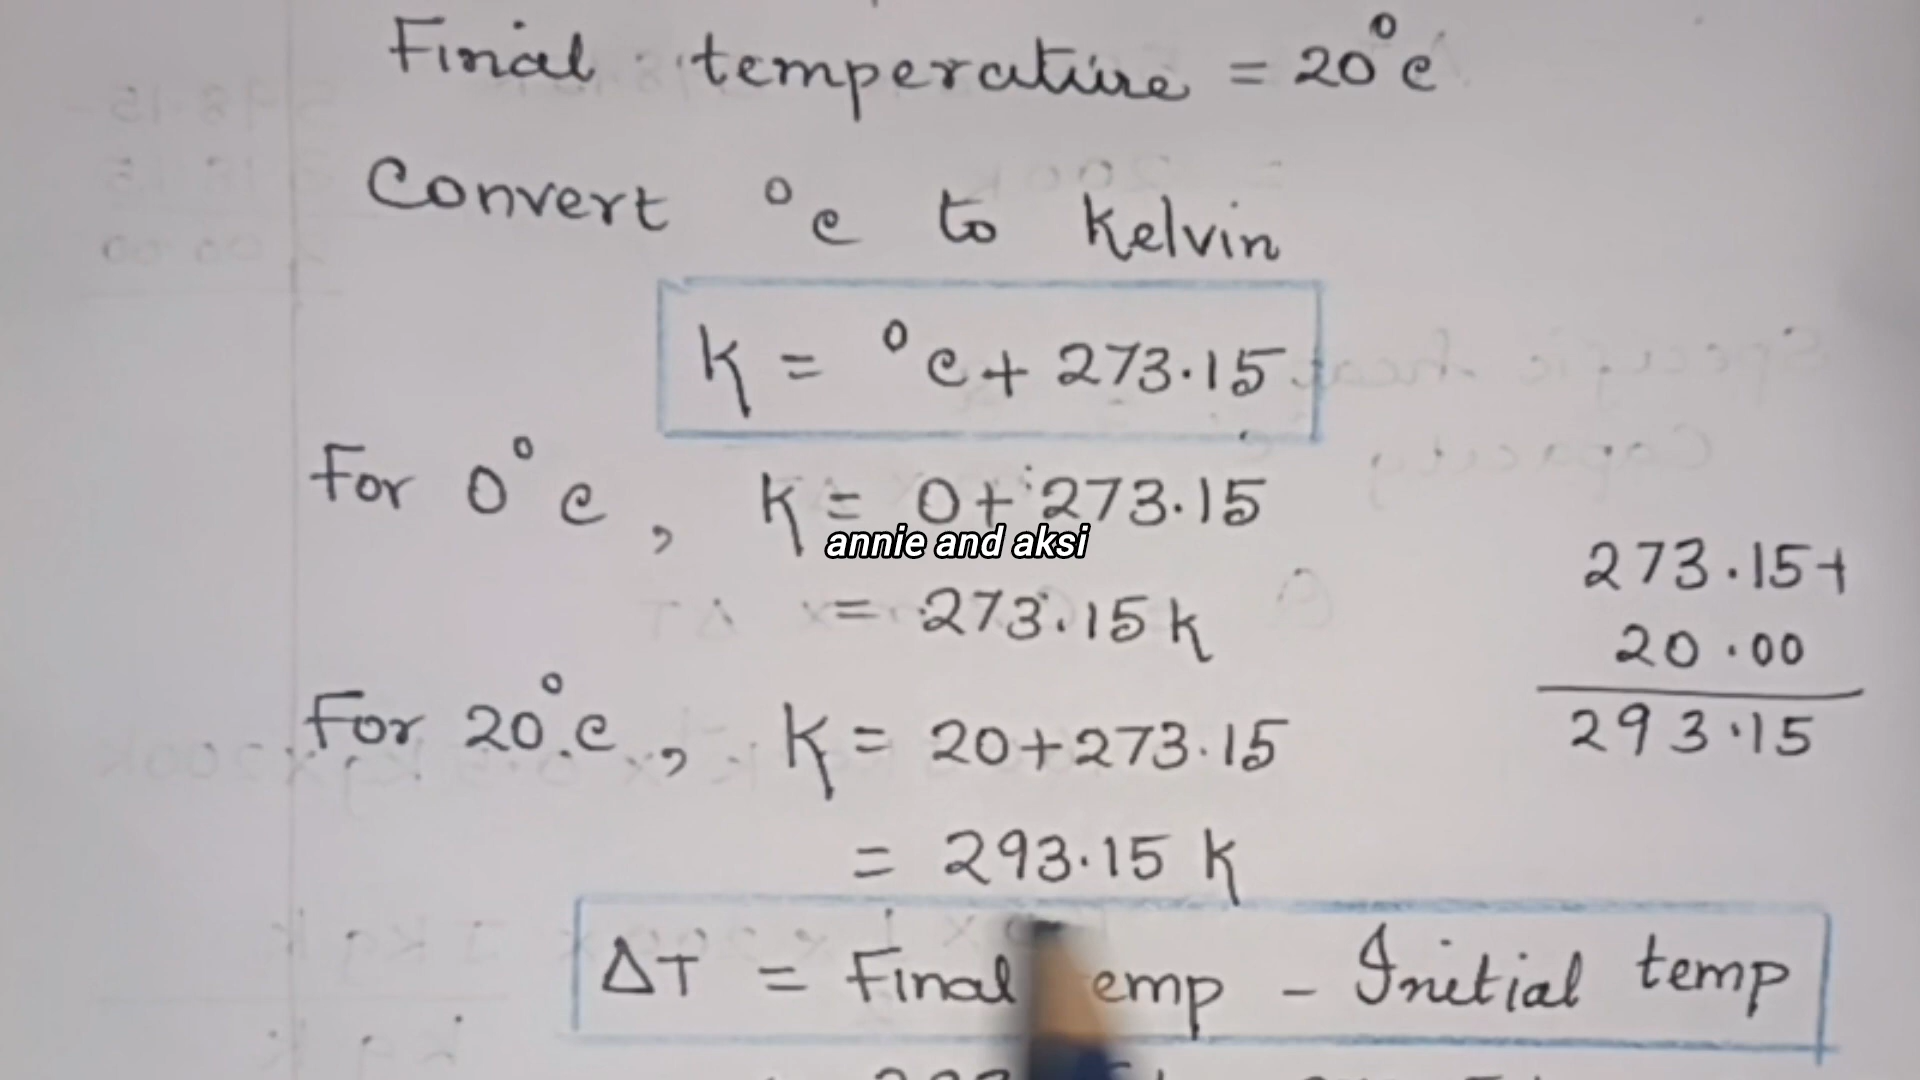 Final temperature = 20°c
Convert °c to Kelvin
K = °c + 273.15
For 0°c, K = 0 + 273.15
annie and aksi
= 273.15 K
273.15 +
20.00
293.15
For 20°c, K = 20 + 273.15
= 293.15 K
ΔT = Final emp - Initial temp